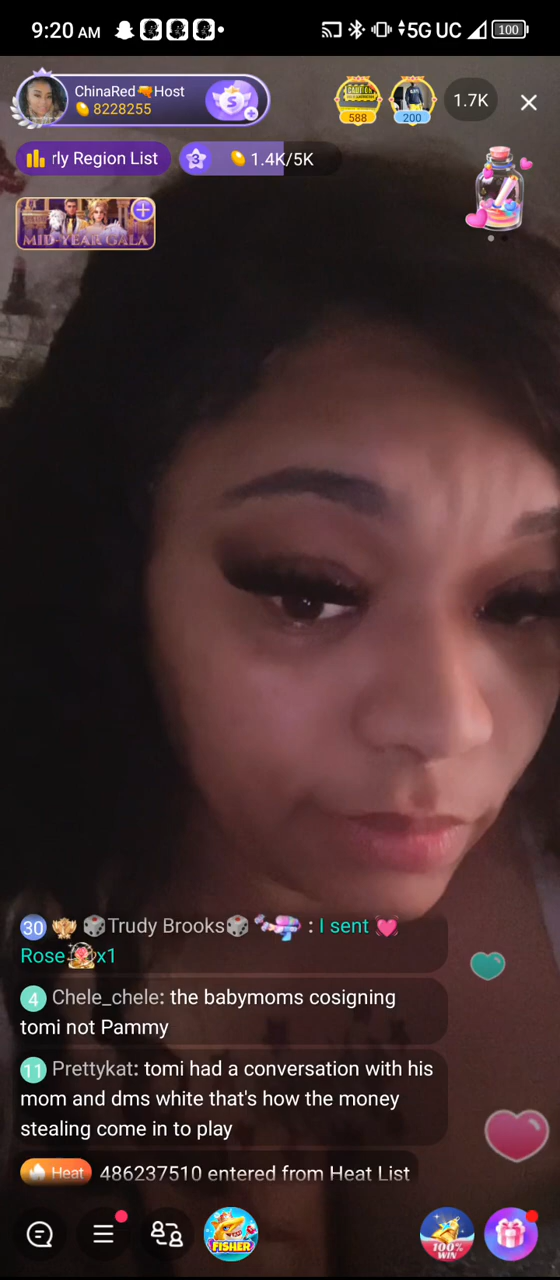 9:20 AM
5G UC
100
ChinaRed🔫Host
8228255
S
588
200
1.7K
rly Region List
3
1.4K/5K
MID-YEAR GALA
30 🎲Trudy Brooks🎲 : I sent 💓
Rose x1
4 Chele_chele: the babymoms cosigning
tomi not Pammy
11 Prettykat: tomi had a conversation with his
mom and dms white that's how the money
stealing come in to play
Heat 486237510 entered from Heat List
FISHER
100%
WIN